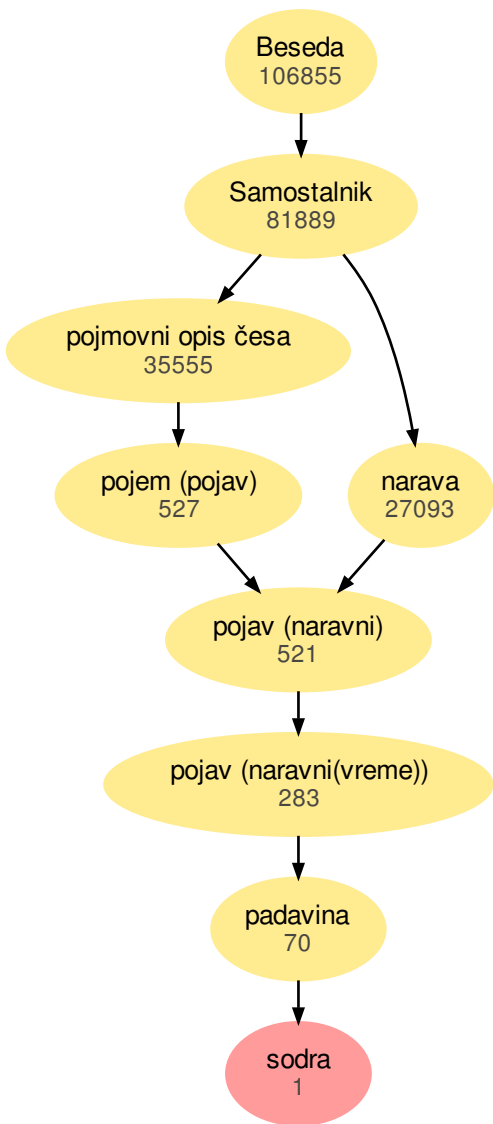 Beseda
106855
Samostalnik
81889
pojmovni opis česa
35555
pojem (pojav)
527
narava
27093
pojav (naravni)
521
pojav (naravni(vreme))
283
padavina
70
sodra
1